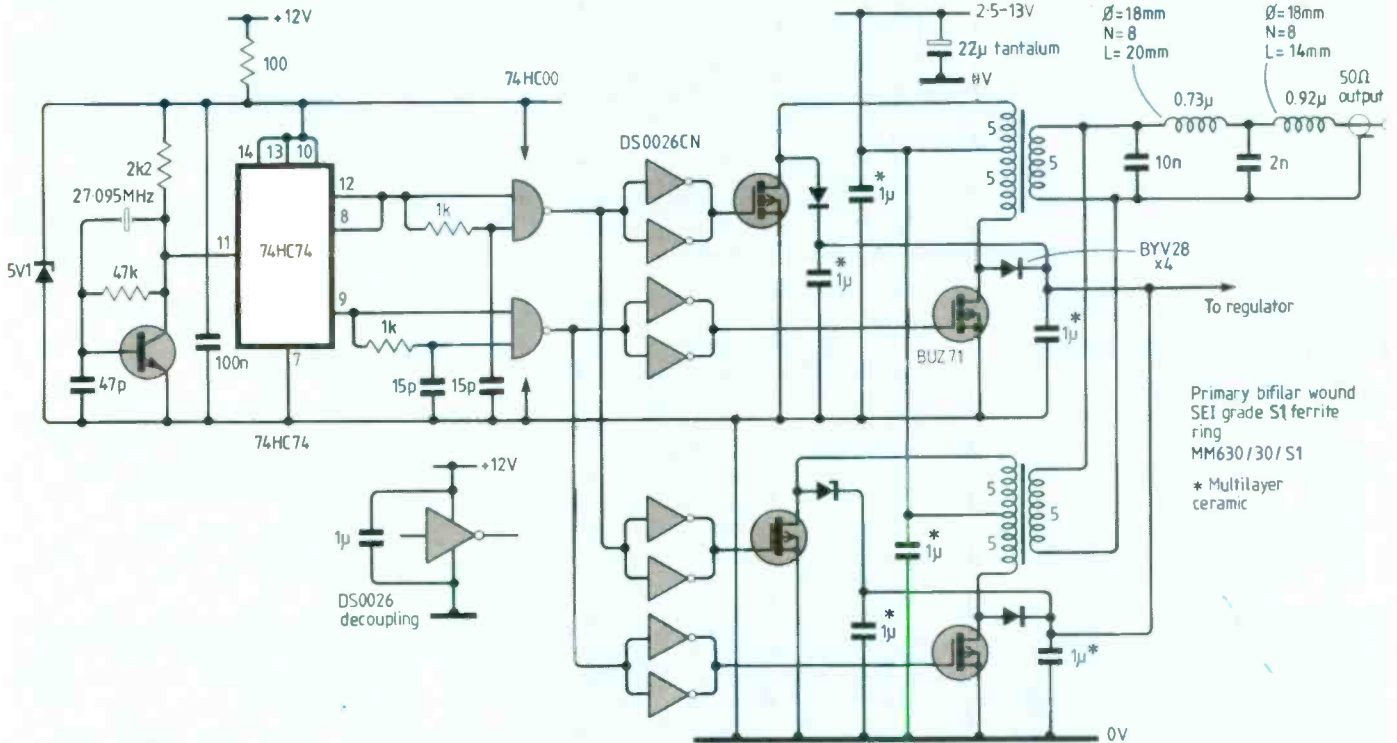 +12V
100
74HC00
2k2
27·095MHz
14
13
10
12
8
11
74HC74
9
7
1k
1k
5V1
47k
47p
100n
15p
15p
74HC74
DS0026CN
2·5-13V
22μ tantalum
*
1μ
*
1μ
5
5
5
BYV28
x4
BUZ71
To regulator
1μ
*
Ø=18mm
N=8
L=20mm
Ø=18mm
N=8
L=14mm
50Ω
output
0.73μ
0.92μ
10n
2n
Primary bifilar wound
SEI grade S1 ferrite
ring
MM630/30/S1
* Multilayer
ceramic
+12V
1μ
DS0026
decoupling
5
5
5
*
1μ
*
1μ
1μ*
0V